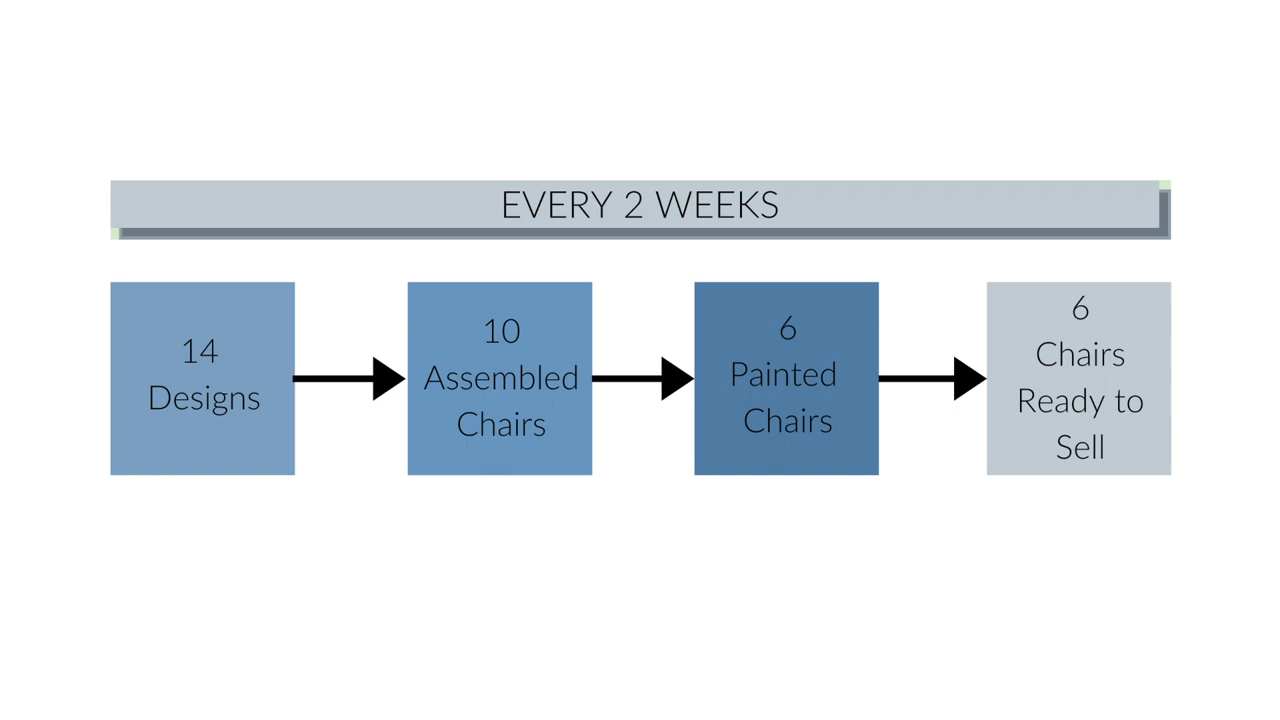 EVERY 2 WEEKS
14
Designs
10
Assembled
Chairs
6
Painted
Chairs
6
Chairs
Ready to
Sell